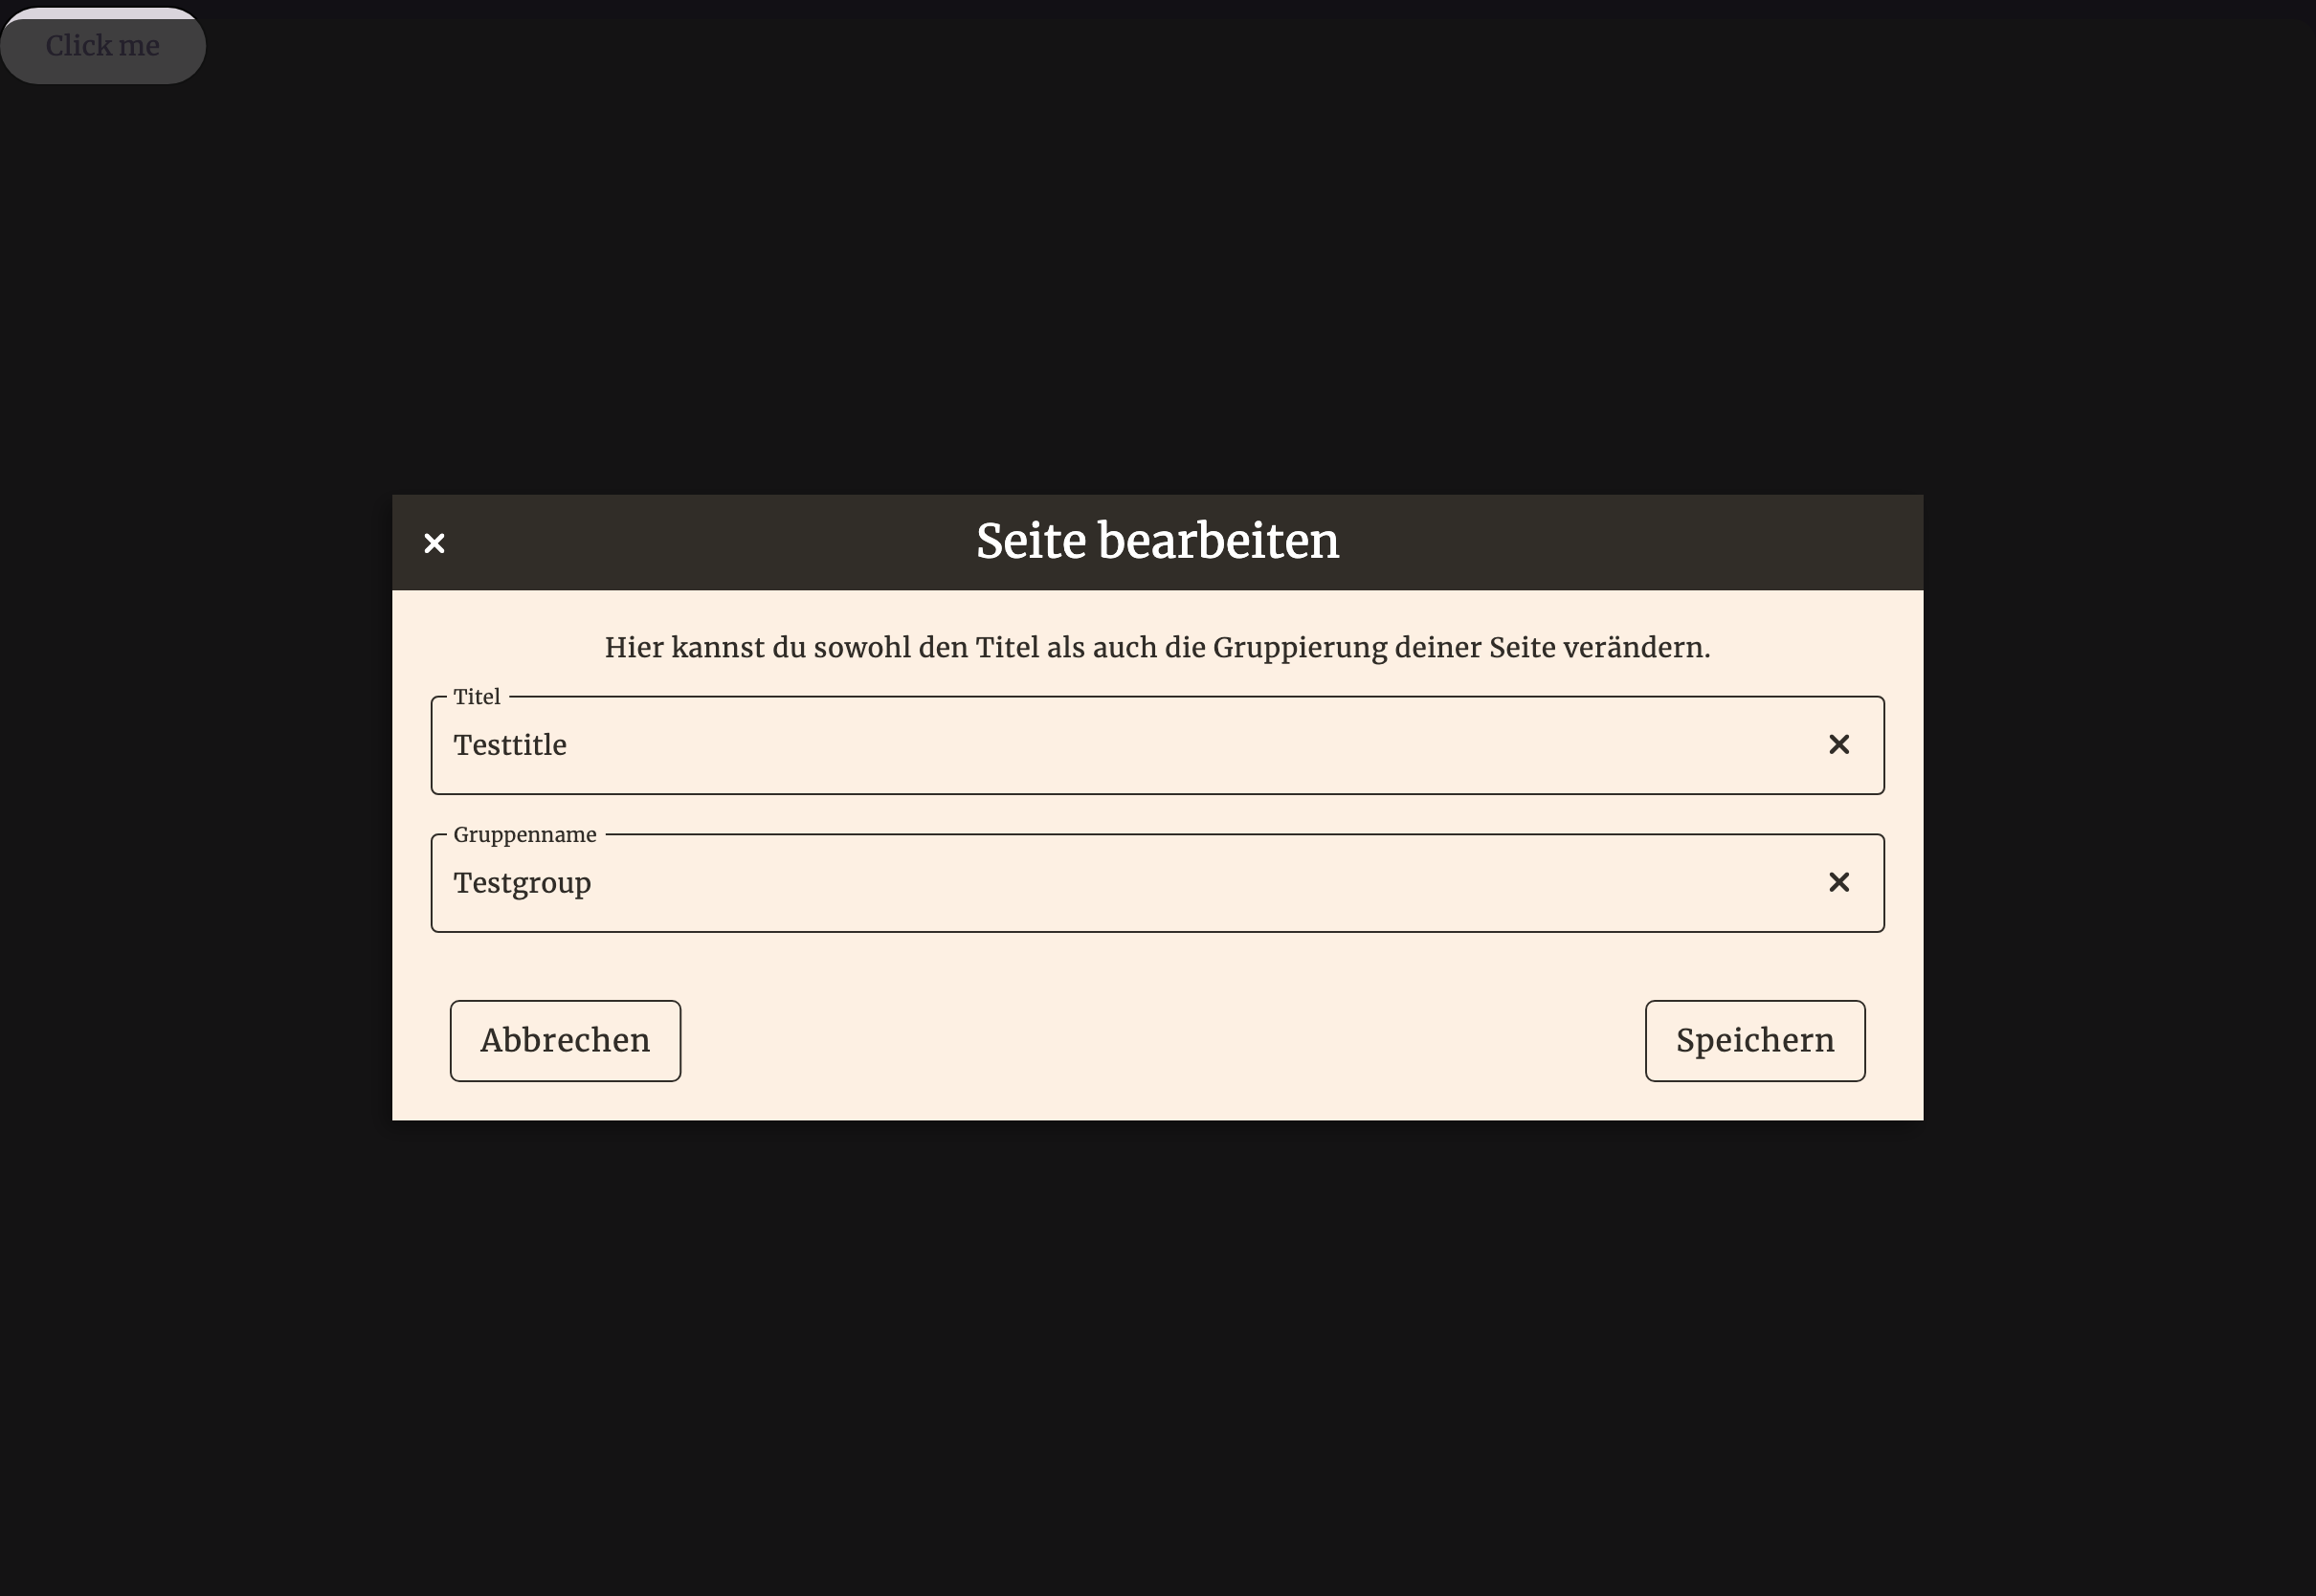 Click me
Seite bearbeiten
Hier kannst du sowohl den Titel als auch die Gruppierung deiner Seite verändern.
Titel
Testtitle
Gruppenname
Testgroup
Abbrechen
Speichern